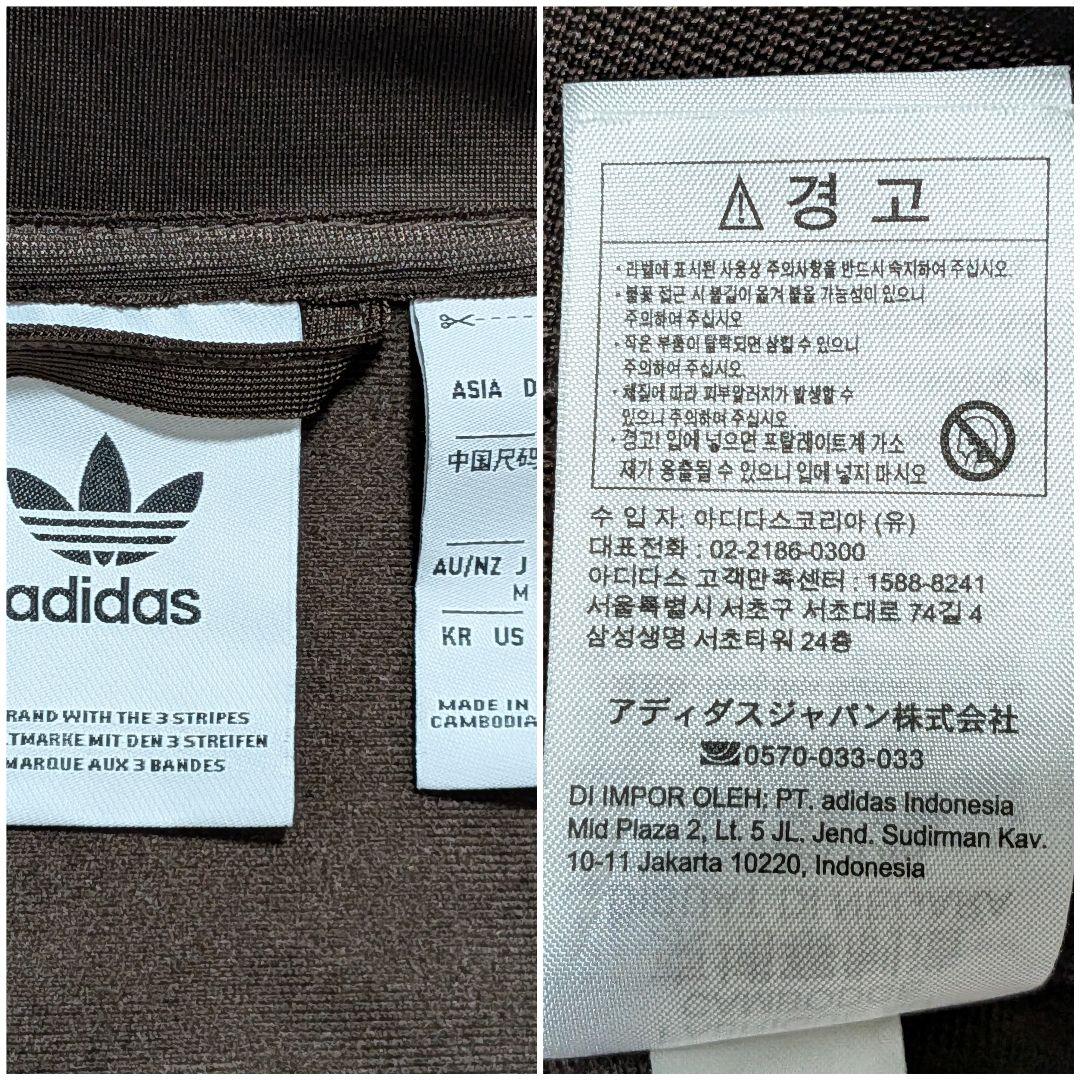 adidas
RAND WITH THE 3 STRIPES
TMARKE MIT DEN 3 STREIFEN
MARQUE AUX 3 BANDES
ASIA D
中国尺码
AU/NZ J
M
KR US
MADE IN
CAMBODIA
경 고
· 라벨에 표시된 사용상 주의사항을 반드시 숙지하여 주십시오.
· 불꽃 접근 시 불길이 옮겨 붙을 가능성이 있으니
주의하여 주십시오
· 작은 부품이 탈락되면 삼킬 수 있으니
주의하여 주십시오.
· 재질에 따라 피부알러지가 발생할 수
있으니 주의하여 주십시오
· 경고! 입에 넣으면 프탈레이트계 가소
제가 용출될 수 있으니 입에 넣지 마시오
수 입 자: 아디다스코리아 (유)
대표전화 : 02-2186-0300
아디다스 고객만족센터 : 1588-8241
서울특별시 서초구 서초대로 74길 4
삼성생명 서초타워 24층
アディダスジャパン株式会社
0570-033-033
DI IMPOR OLEH: PT. adidas Indonesia
Mid Plaza 2, Lt. 5 JL. Jend. Sudirman Kav.
10-11 Jakarta 10220, Indonesia